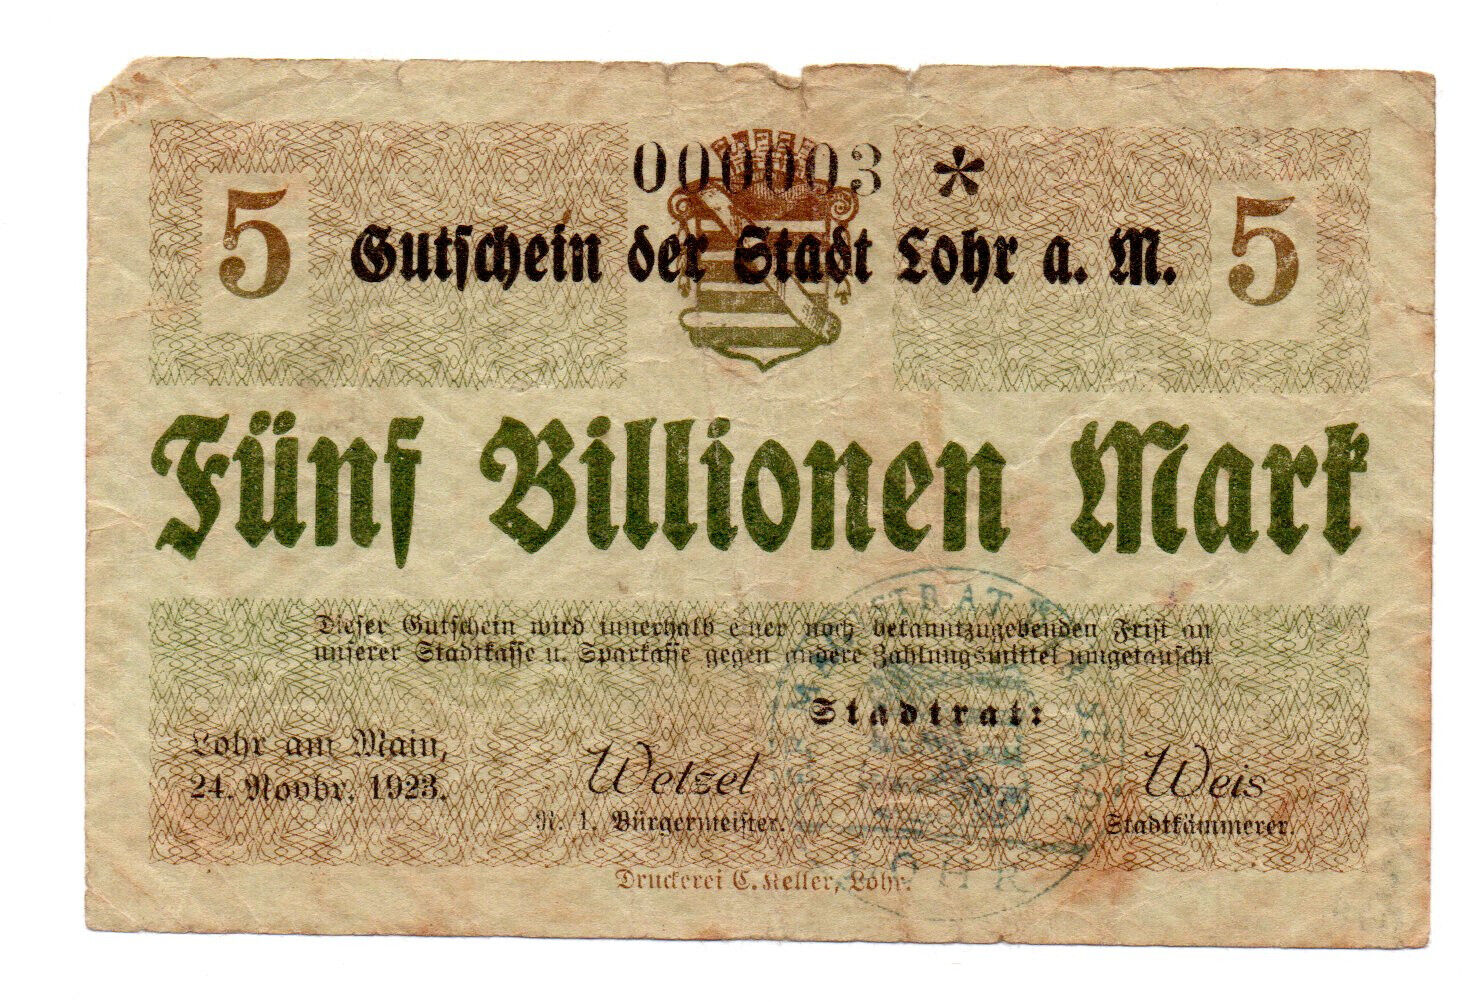 000003 *
5 Gutschein der Stadt Lohr a. M. 5
Fünf Billionen Mark
Dieser Gutschein wird innerhalb einer noch bekanntzugebenden Frist an
unserer Stadtkasse u. Sparkasse gegen andere Zahlungsmittel umgetauscht
Stadtrat:
Lohr am Main,
24. Novbr. 1923.
Wetzel
R. 1. Bürgermeister.
Weis
Stadtkämmerer.
Druckerei C. Keller, Lohr.
LOHR